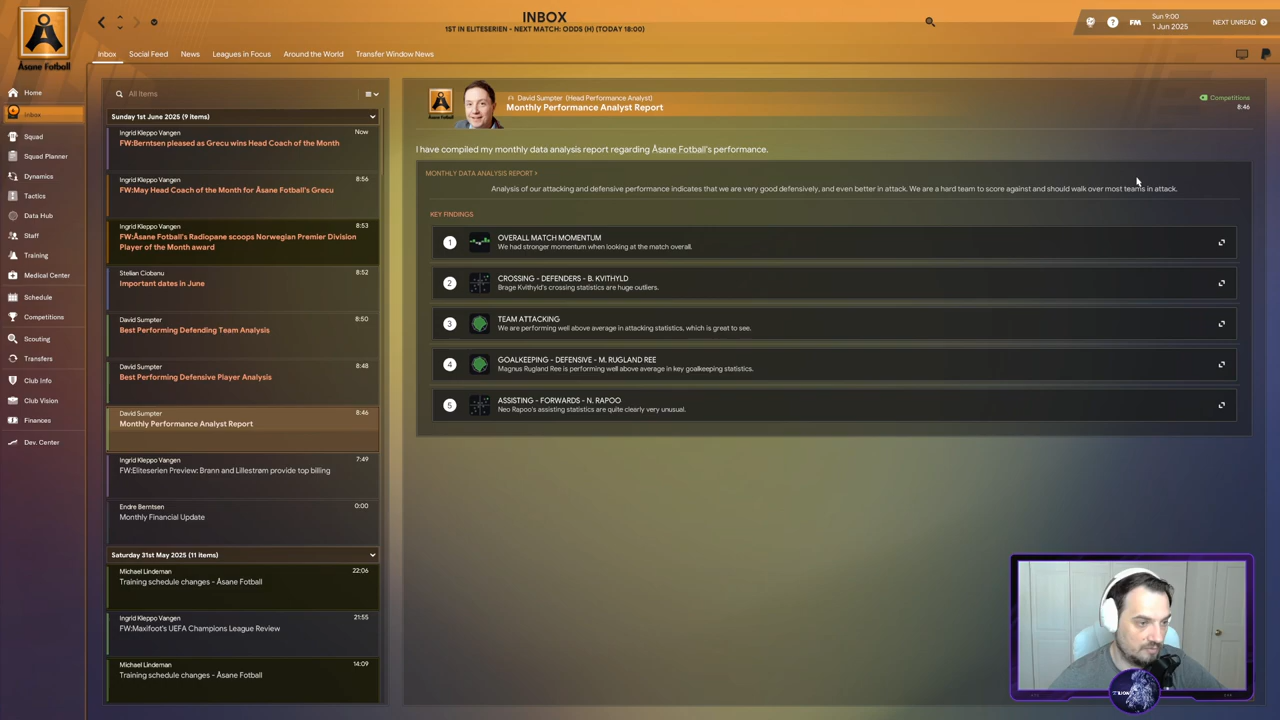 INBOX
1ST IN ELITESERIEN - NEXT MATCH: ODDS (H) (TODAY 18:00)
FM
Sun 9:00
1 Jun 2025
NEXT UNREAD
Åsane Fotball
Inbox
Social Feed
News
Leagues in Focus
Around the World
Transfer Window News
Home
Inbox
Squad
Squad Planner
Dynamics
Tactics
Data Hub
Staff
Training
Medical Center
Schedule
Competitions
Scouting
Transfers
Club Info
Club Vision
Finances
Dev. Center
All Items
Sunday 1st June 2025 (9 items)
Ingrid Kleppo Vangen
Now
FW:Berntsen pleased as Grecu wins Head Coach of the Month
Ingrid Kleppo Vangen
8:56
FW:May Head Coach of the Month for Åsane Fotball's Grecu
Ingrid Kleppo Vangen
8:53
FW:Åsane Fotball's Radiopane scoops Norwegian Premier Division
Player of the Month award
Stelian Ciobanu
8:52
Important dates in June
David Sumpter
8:50
Best Performing Defending Team Analysis
David Sumpter
8:48
Best Performing Defensive Player Analysis
David Sumpter
8:46
Monthly Performance Analyst Report
Ingrid Kleppo Vangen
7:49
FW:Eliteserien Preview: Brann and Lillestrøm provide top billing
Endre Berntsen
0:00
Monthly Financial Update
Saturday 31st May 2025 (11 items)
Michael Lindeman
22:06
Training schedule changes - Åsane Fotball
Ingrid Kleppo Vangen
21:55
FW:Maxifoot's UEFA Champions League Review
Michael Lindeman
14:09
Training schedule changes - Åsane Fotball
David Sumpter (Head Performance Analyst)
Monthly Performance Analyst Report
Competitions
8:46
I have compiled my monthly data analysis report regarding Åsane Fotball's performance.
MONTHLY DATA ANALYSIS REPORT >
Analysis of our attacking and defensive performance indicates that we are very good defensively, and even better in attack. We are a hard team to score against and should walk over most teams in attack.
KEY FINDINGS
1
OVERALL MATCH MOMENTUM
We had stronger momentum when looking at the match overall.
2
CROSSING - DEFENDERS - B. KVITHYLD
Brage Kvithyld's crossing statistics are huge outliers.
3
TEAM ATTACKING
We are performing well above average in attacking statistics, which is great to see.
4
GOALKEEPING - DEFENSIVE - M. RUGLAND REE
Magnus Rugland Ree is performing well above average in key goalkeeping statistics.
5
ASSISTING - FORWARDS - N. RAPOO
Neo Rapoo's assisting statistics are quite clearly very unusual.